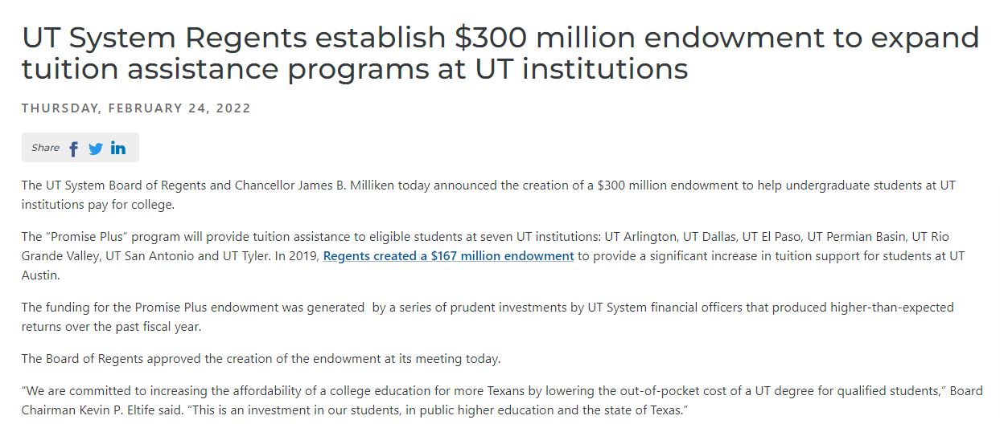 UT System Regents establish $300 million endowment to expand
tuition assistance programs at UT institutions
THURSDAY, FEBRUARY 24, 2022
Share
The UT System Board of Regents and Chancellor James B. Milliken today announced the creation of a $300 million endowment to help undergraduate students at UT
institutions pay for college.
The “Promise Plus” program will provide tuition assistance to eligible students at seven UT institutions: UT Arlington, UT Dallas, UT El Paso, UT Permian Basin, UT Rio
Grande Valley, UT San Antonio and UT Tyler. In 2019, Regents created a $167 million endowment to provide a significant increase in tuition support for students at UT
Austin.
The funding for the Promise Plus endowment was generated  by a series of prudent investments by UT System financial officers that produced higher-than-expected
returns over the past fiscal year.
The Board of Regents approved the creation of the endowment at its meeting today.
“We are committed to increasing the affordability of a college education for more Texans by lowering the out-of-pocket cost of a UT degree for qualified students,” Board
Chairman Kevin P. Eltife said. “This is an investment in our students, in public higher education and the state of Texas.”